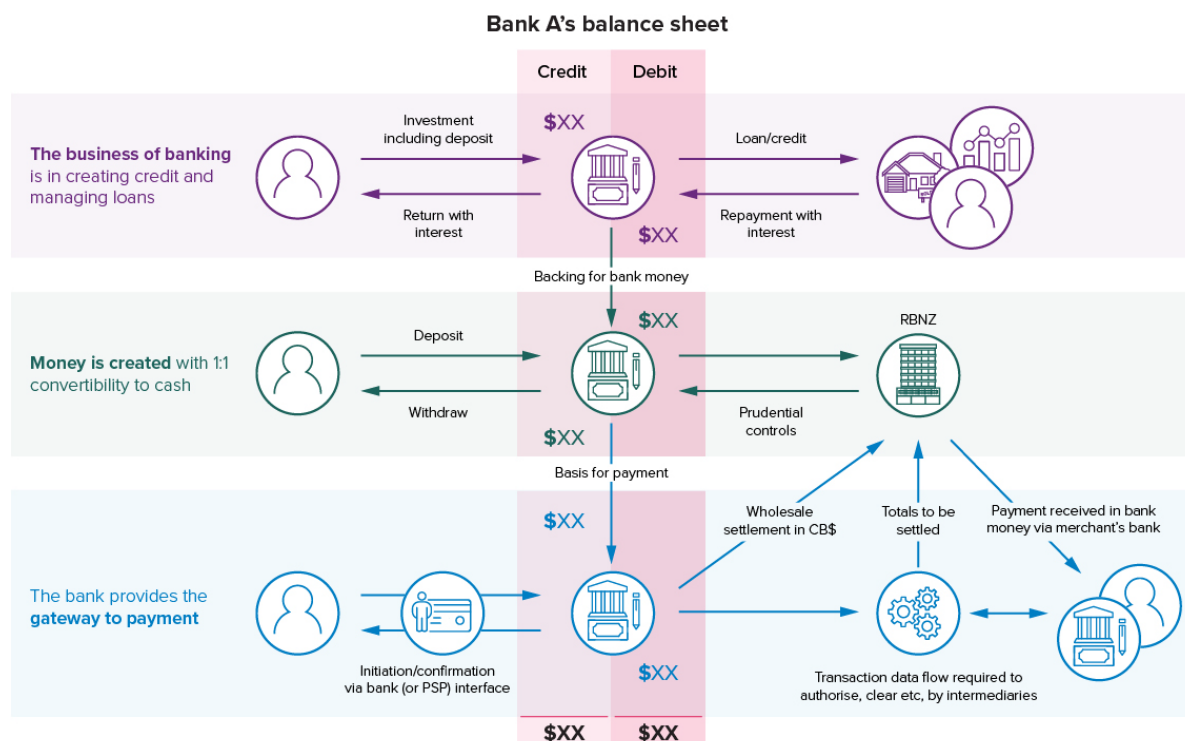 Bank A's balance sheet
Credit
Debit
The business of banking
is in creating credit and
managing loans
Investment
including deposit
$XX
Loan/credit
Return with
interest
$XX
Repayment with
interest
Backing for bank money
Money is created with 1:1
convertibility to cash
Deposit
$XX
RBNZ
Withdraw
$XX
Prudential
controls
Basis for payment
The bank provides the
gateway to payment
$XX
Wholesale
settlement in CB$
Totals to be
settled
Payment received in bank
money via merchant's bank
Initiation/confirmation
via bank (or PSP) interface
$XX
Transaction data flow required to
authorise, clear etc, by intermediaries
$XX
$XX